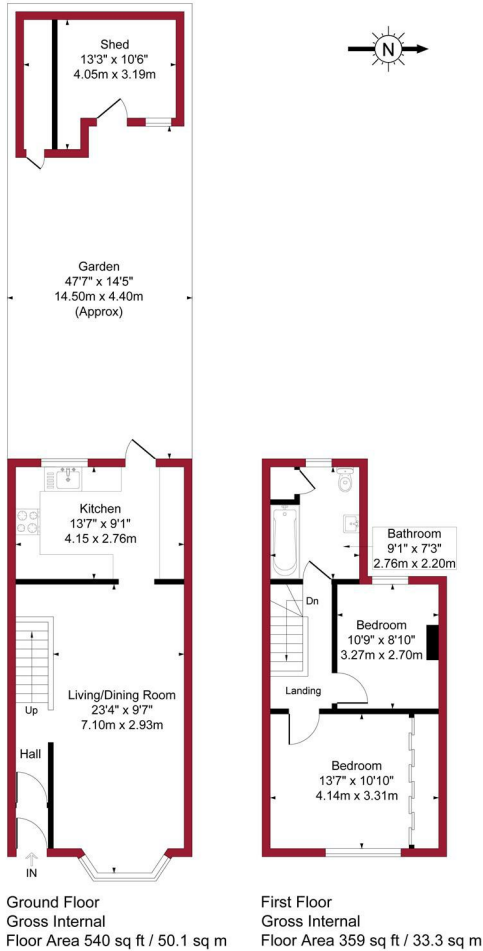 Shed
13'3" x 10'6"
4.05m x 3.19m
N
Garden
47'7" x 14'5"
14.50m x 4.40m
(Approx)
Kitchen
13'7" x 9'1"
4.15 x 2.76m
Living/Dining Room
23'4" x 9'7"
7.10m x 2.93m
Up
Hall
IN
Bathroom
9'1" x 7'3"
2.76m x 2.20m
Dn
Bedroom
10'9" x 8'10"
3.27m x 2.70m
Landing
Bedroom
13'7" x 10'10"
4.14m x 3.31m
Ground Floor
Gross Internal
Floor Area 540 sq ft / 50.1 sq m
First Floor
Gross Internal
Floor Area 359 sq ft / 33.3 sq m